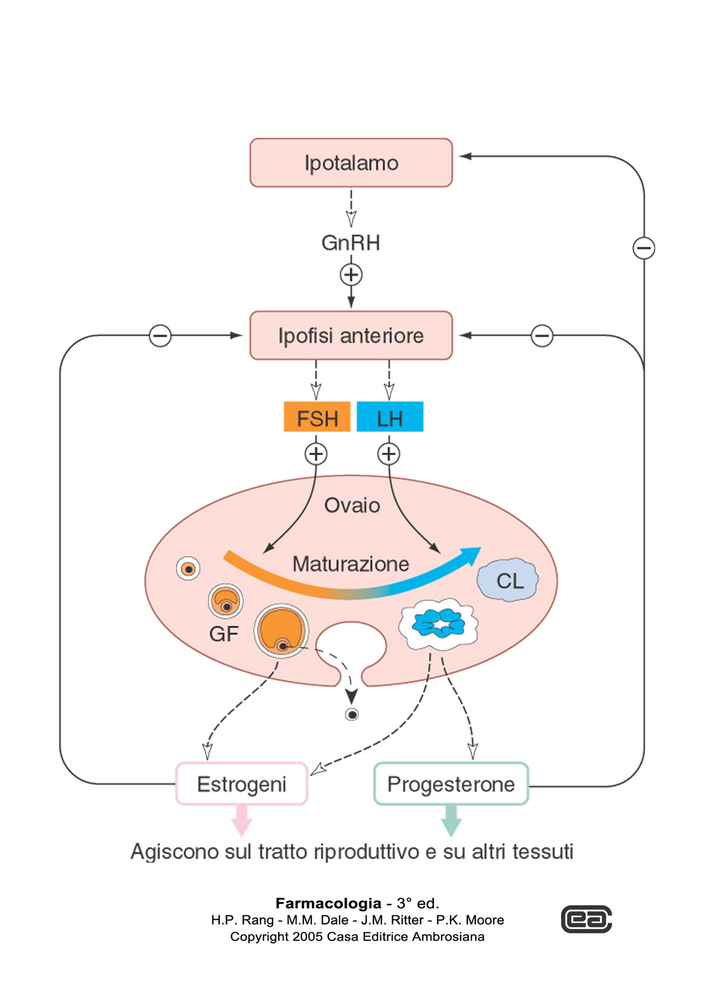 Ipotalamo
GnRH
+
−
Ipofisi anteriore
−
−
FSH
LH
+
+
Ovaio
Maturazione
CL
GF
Estrogeni
Progesterone
Agiscono sul tratto riproduttivo e su altri tessuti
Farmacologia - 3° ed.
H.P. Rang - M.M. Dale - J.M. Ritter - P.K. Moore
Copyright 2005 Casa Editrice Ambrosiana
cea